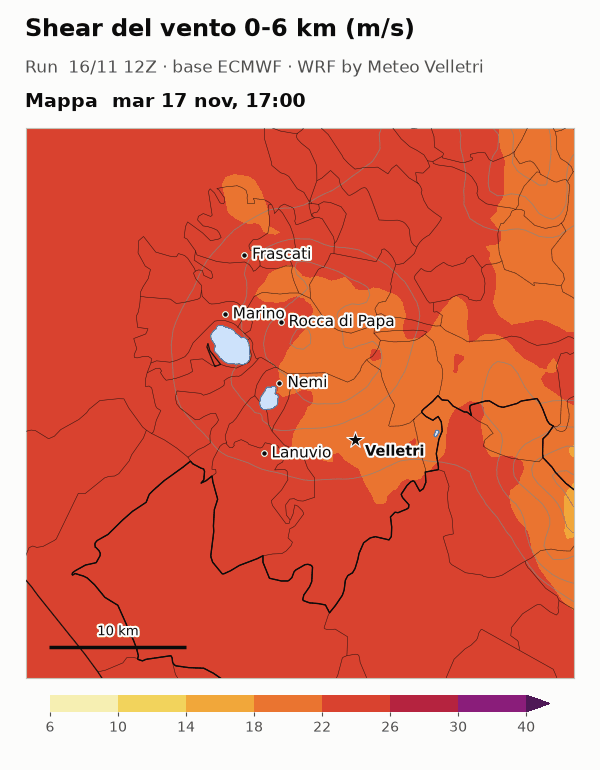 Shear del vento 0-6 km (m/s)
Run  16/11 12Z · base ECMWF · WRF by Meteo Velletri
Mappa  mar 17 nov, 17:00
Frascati
Marino
Rocca di Papa
Nemi
Velletri
Lanuvio
10 km
6 10 14 18 22 26 30 40